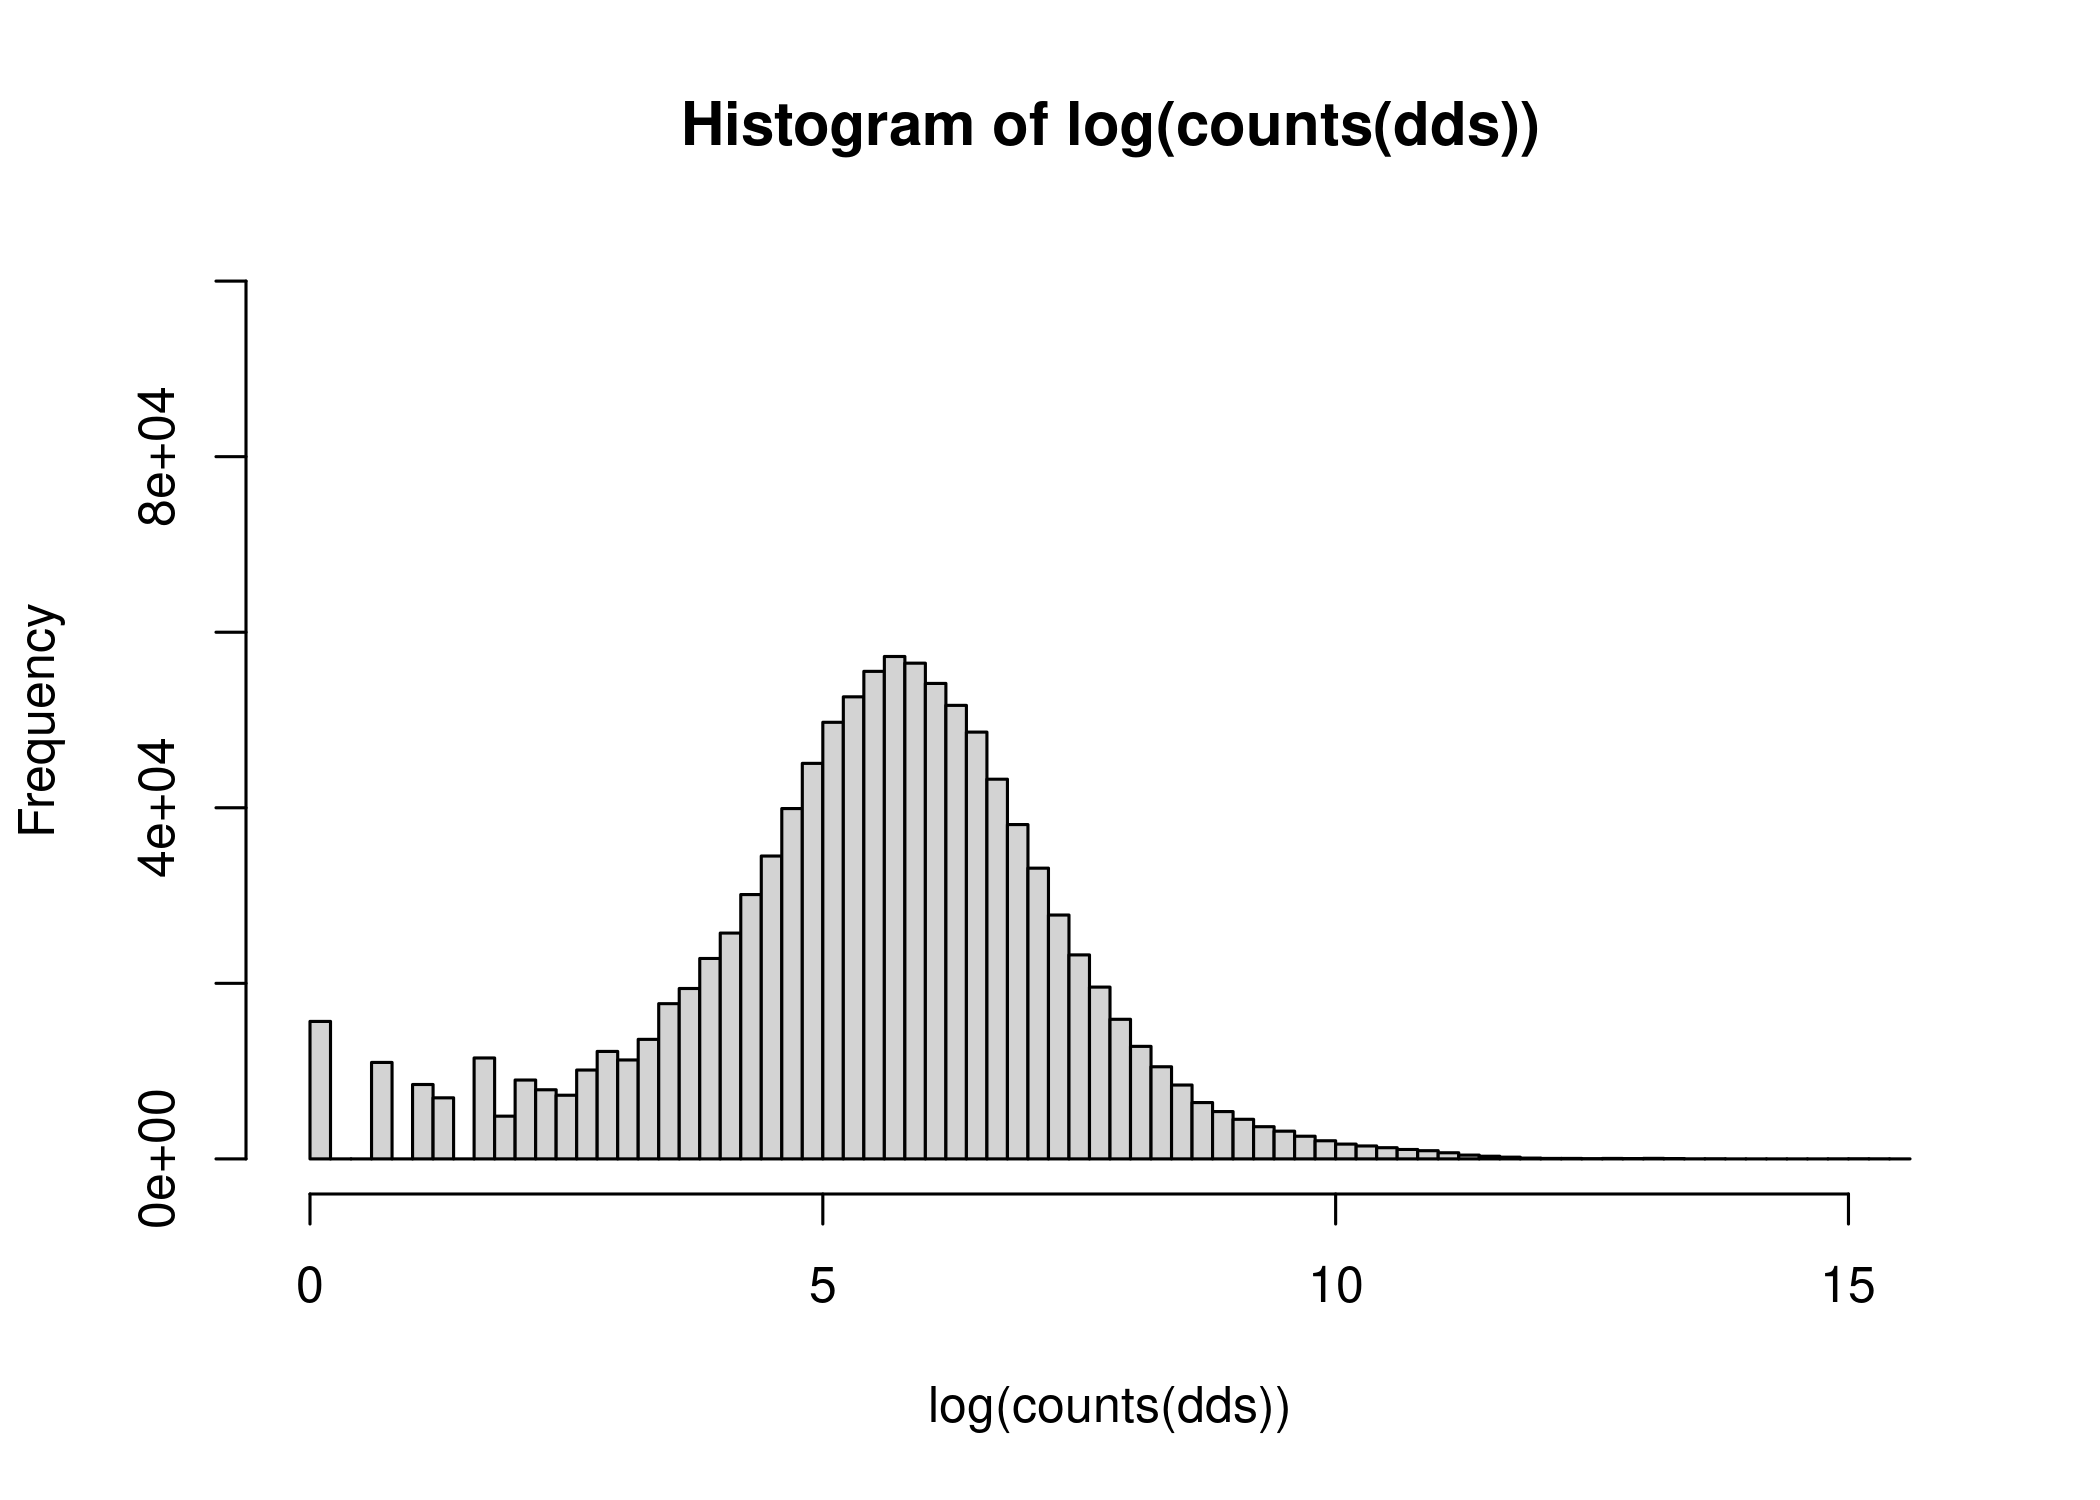 Histogram of log(counts(dds))
Frequency
8e+04
4e+04
0e+00
0
5
10
15
log(counts(dds))